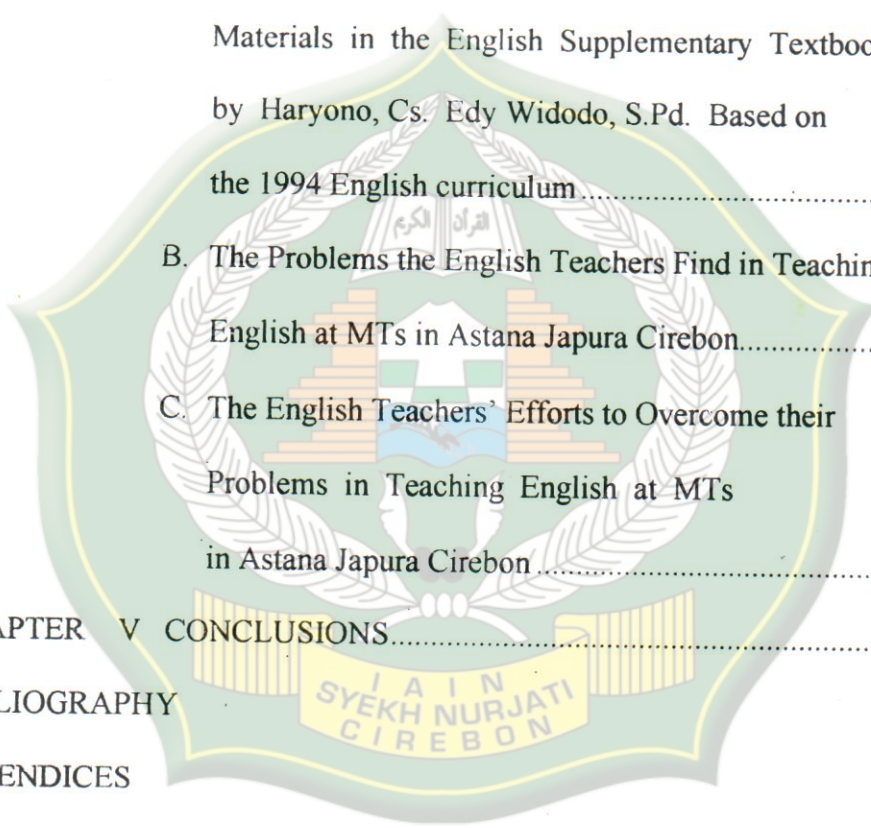 Materials in the English Supplementary Textboo
by Haryono, Cs. Edy Widodo, S.Pd. Based on
the 1994 English curriculum
B. The Problems the English Teachers Find in Teachin
English at MTs in Astana Japura Cirebon
القرآن الكريم
C. The English Teachers' Efforts to Overcome their
Problems in Teaching English at MTs
in Astana Japura Cirebon
APTER V CONCLUSIONS
LIOGRAPHY
ENDICES
IAIN
SYEKH NURJATI
CIREBON